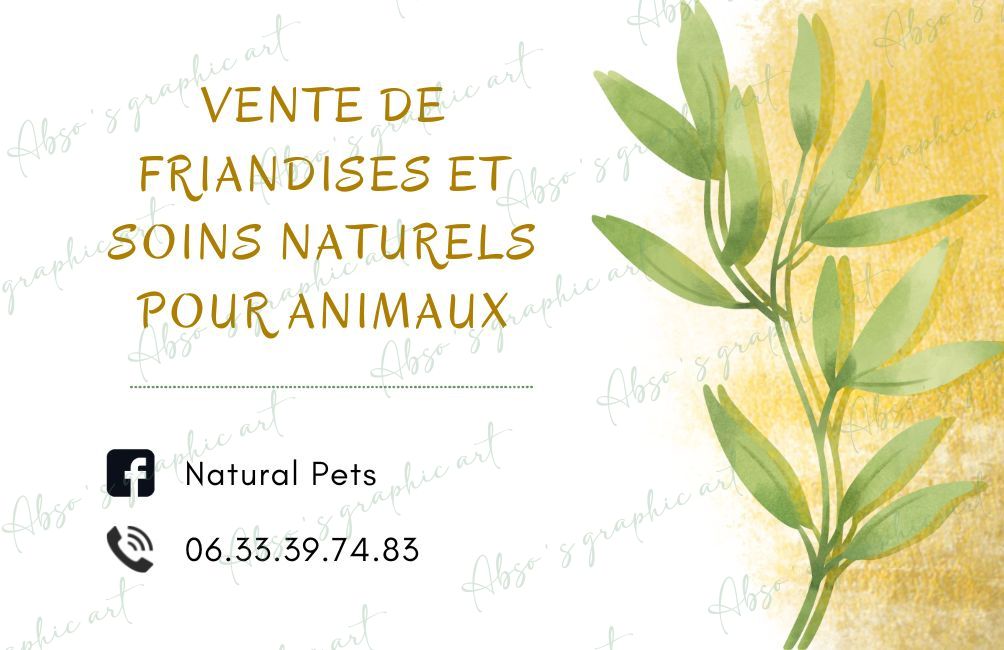 VENTE DE
FRIANDISES ET
SOINS NATURELS
POUR ANIMAUX
Natural Pets
06.33.39.74.83
Abso's graphic art